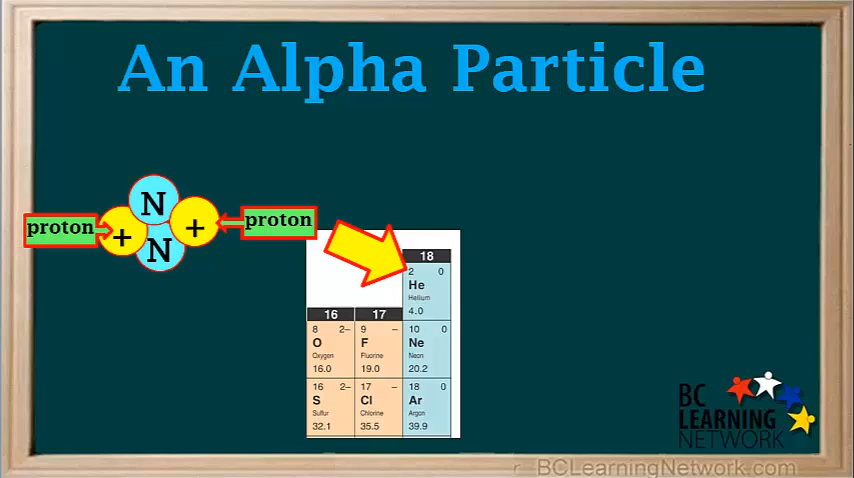 An Alpha Particle
N
proton
+
+
proton
N
18
2 0
He
Helium
4.0
16 17
8 2– 9 – 10 0
O F Ne
Oxygen Fluorine Neon
16.0 19.0 20.2
16 2– 17 – 18 0
S Cl Ar
Sulfur Chlorine Argon
32.1 35.5 39.9
BC
LEARNING
NETWORK
BCLearningNetwork.com